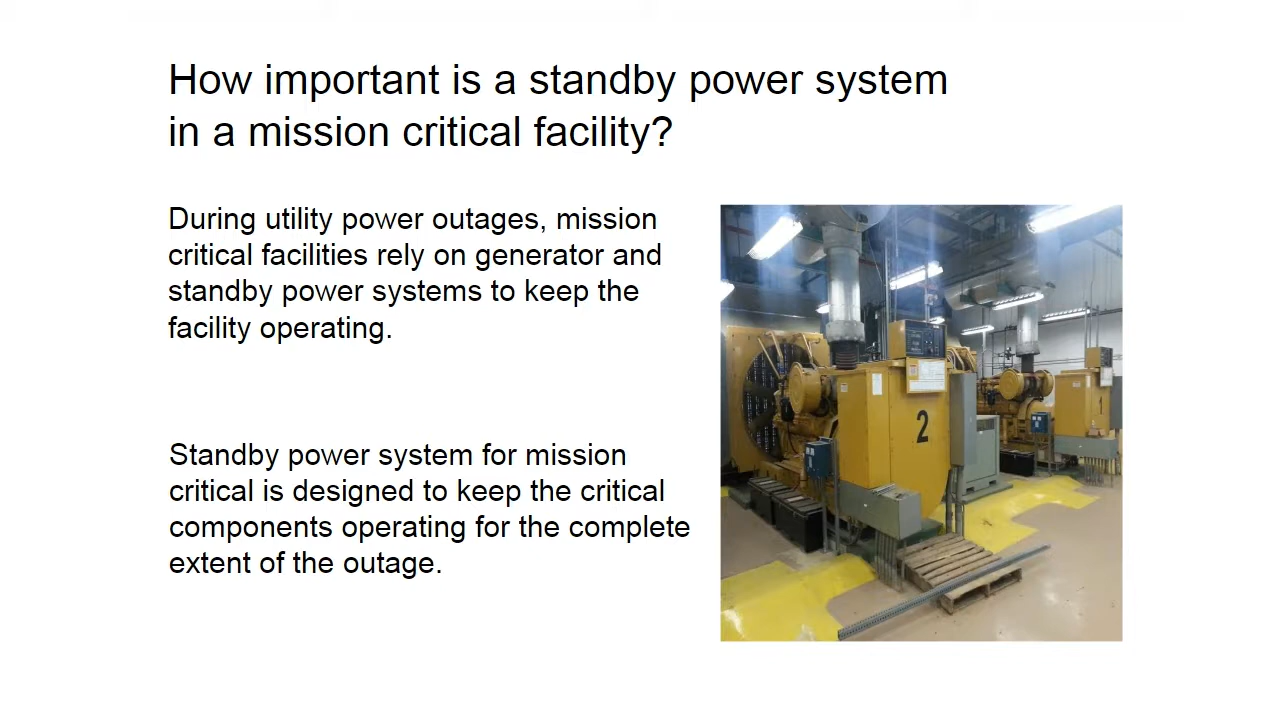 How important is a standby power system
in a mission critical facility?
During utility power outages, mission
critical facilities rely on generator and
standby power systems to keep the
facility operating.
Standby power system for mission
critical is designed to keep the critical
components operating for the complete
extent of the outage.
2